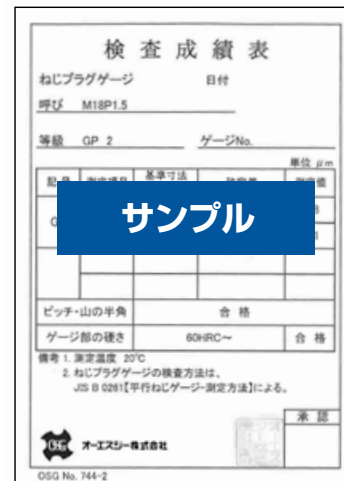 検査成績表
ねじプラグゲージ 日付
呼び M18P1.5
等級 GP 2 ゲージNo.
単位 μm
基準寸法
サンプル
ピッチ・山の半角 合格
ゲージ部の硬さ 60HRC~ 合格
備考 1. 測定温度 20℃
2. ねじプラグゲージの検査方法は、
JIS B 0261【平行ねじゲージ-測定方法】による。
承認
OSG オーエスジー株式会社
OSG No. 744-2